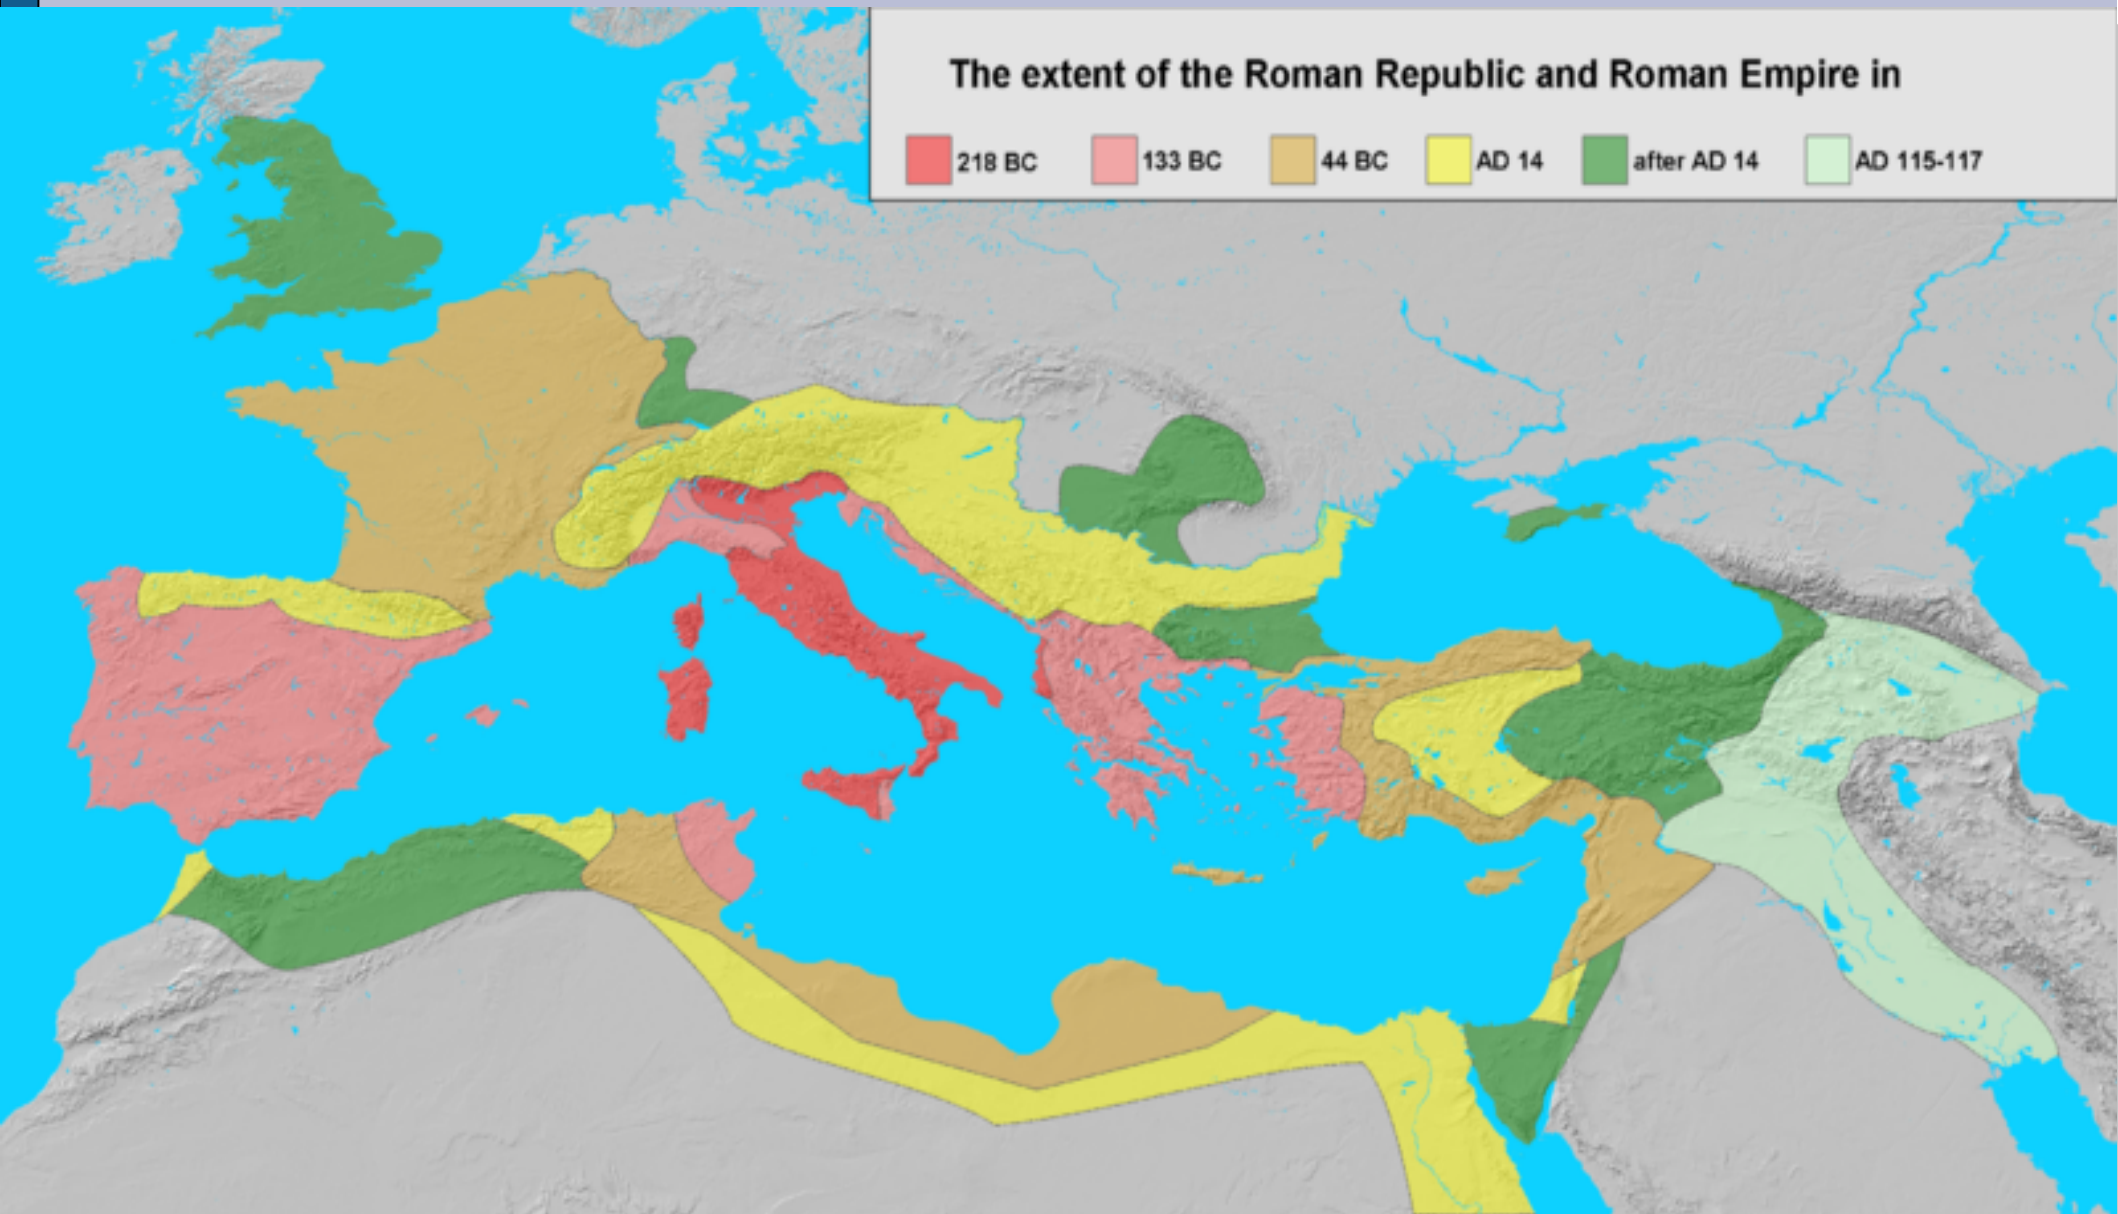 The extent of the Roman Republic and Roman Empire in
218 BC 133 BC 44 BC AD 14 after AD 14 AD 115-117